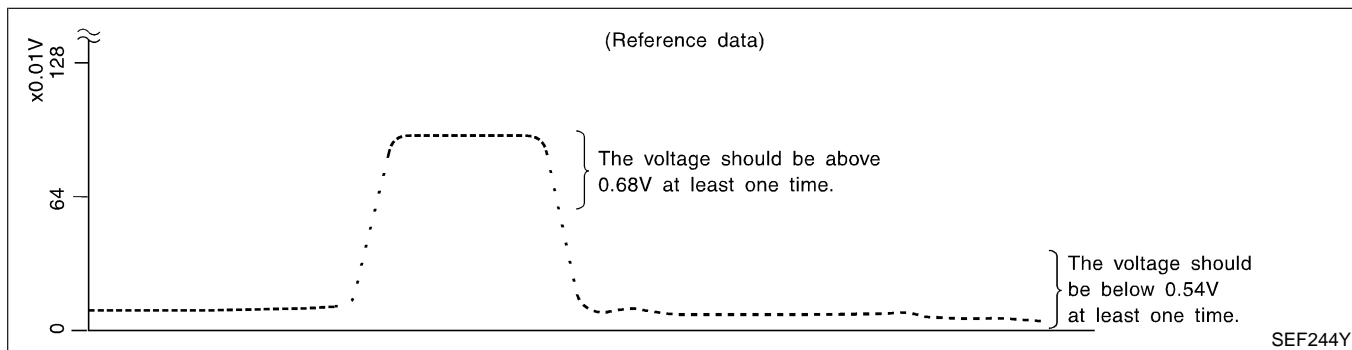 (Reference data)
x0.01V
128
64
0
The voltage should be above
0.68V at least one time.
The voltage should
be below 0.54V
at least one time.
SEF244Y